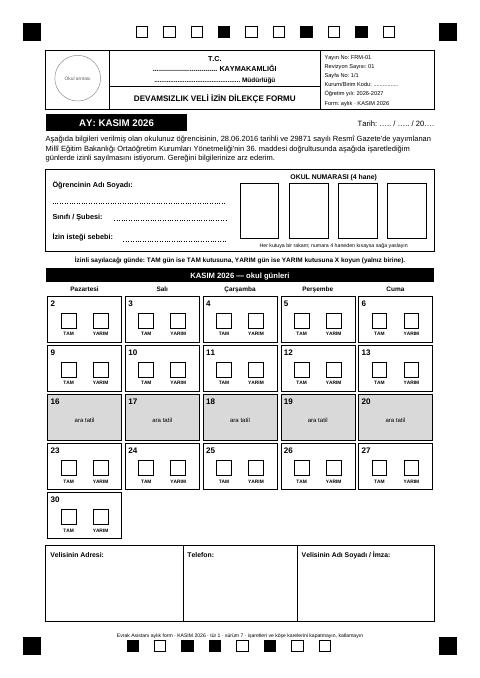 Okul arması
T.C.
.............................. KAYMAKAMLIĞI
........................................ Müdürlüğü
DEVAMSIZLIK VELİ İZİN DİLEKÇE FORMU
Yayın No: FRM-01
Revizyon Sayısı: 01
Sayfa No: 1/1
Kurum/Birim Kodu: ................
Öğretim yılı: 2026-2027
Form: aylık · KASIM 2026
AY: KASIM 2026
Tarih: ..... / ..... / 20....
Aşağıda bilgileri verilmiş olan okulunuz öğrencisinin, 28.06.2016 tarihli ve 29871 sayılı Resmî Gazete'de yayımlanan
Millî Eğitim Bakanlığı Ortaöğretim Kurumları Yönetmeliği'nin 36. maddesi doğrultusunda aşağıda işaretlediğim
günlerde izinli sayılmasını istiyorum. Gereğini bilgilerinize arz ederim.
Öğrencinin Adı Soyadı:
Sınıfı / Şubesi:
İzin isteği sebebi:
OKUL NUMARASI (4 hane)
Her kutuya bir rakam; numara 4 haneden kısaysa sağa yaslayın
İzinli sayılacağı günde: TAM gün ise TAM kutusuna, YARIM gün ise YARIM kutusuna X koyun (yalnız birine).
KASIM 2026 — okul günleri
Pazartesi Salı Çarşamba Perşembe Cuma
2 3 4 5 6
TAM YARIM TAM YARIM TAM YARIM TAM YARIM TAM YARIM
9 10 11 12 13
TAM YARIM TAM YARIM TAM YARIM TAM YARIM TAM YARIM
16 17 18 19 20
ara tatil ara tatil ara tatil ara tatil ara tatil
23 24 25 26 27
TAM YARIM TAM YARIM TAM YARIM TAM YARIM TAM YARIM
30
TAM YARIM
Velisinin Adresi: Telefon: Velisinin Adı Soyadı / İmza:
Evrak Asistanı aylık form · KASIM 2026 · tür 1 · sürüm 7 · işaretleri ve köşe karelerini kapatmayın, katlamayın